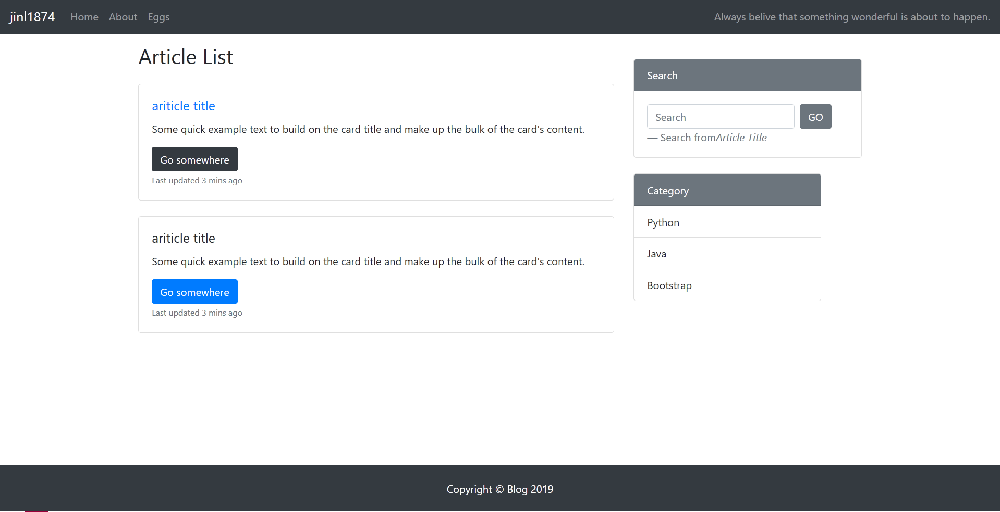 jinl1874 Home About Eggs Always belive that something wonderful is about to happen.
Article List
ariticle title
Some quick example text to build on the card title and make up the bulk of the card's content.
Go somewhere
Last updated 3 mins ago
ariticle title
Some quick example text to build on the card title and make up the bulk of the card's content.
Go somewhere
Last updated 3 mins ago
Search
Search GO
— Search fromArticle Title
Category
Python
Java
Bootstrap
Copyright © Blog 2019